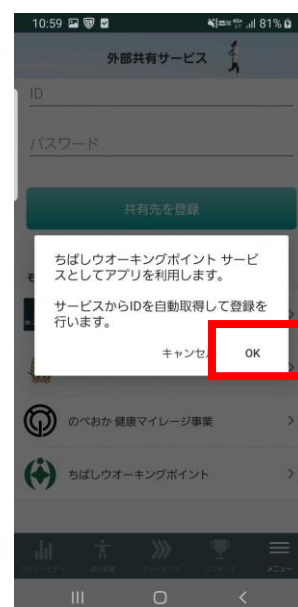 10:59
81%
外部共有サービス
ID
パスワード
共有先を登録
ちばしウオーキングポイント サービ
スとしてアプリを利用します。
サービスからIDを自動取得して登録を
行います。
キャンセル
OK
のべおか 健康マイレージ事業
ちばしウオーキングポイント
メニュー